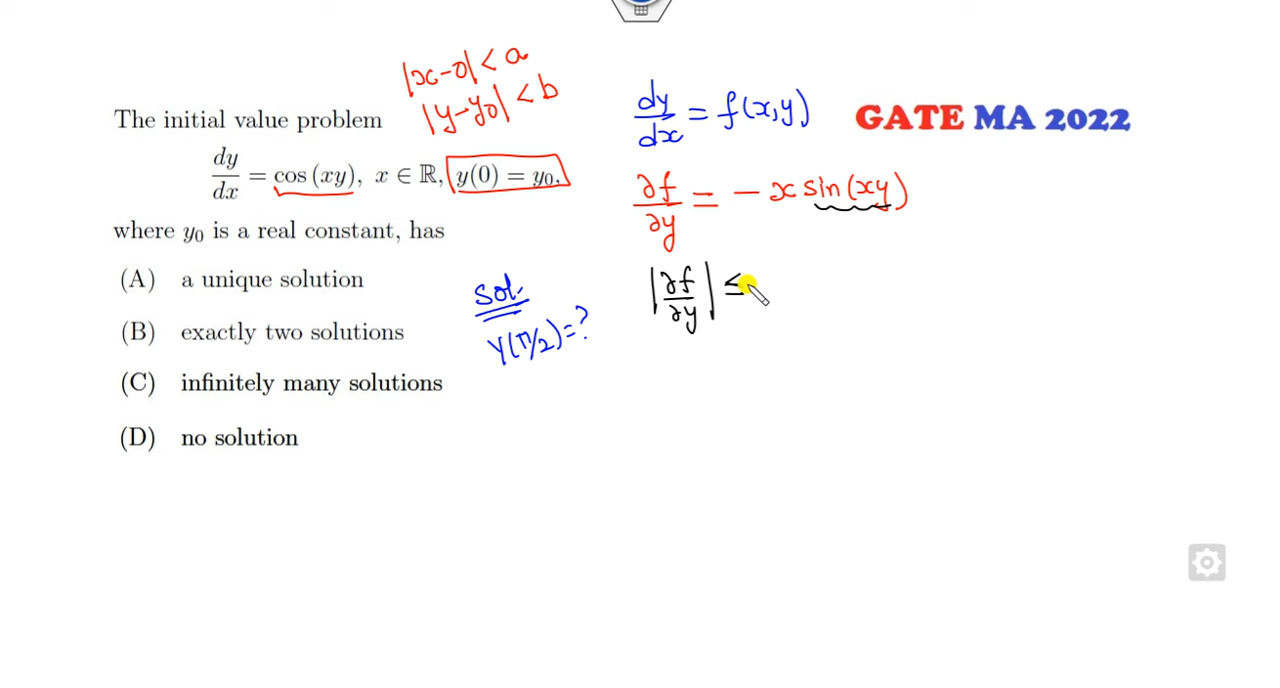 |x-0| < a
|y-y₀| < b
The initial value problem
dy/dx = cos (xy), x ∈ ℝ, y(0) = y₀,
where y₀ is a real constant, has
(A) a unique solution
(B) exactly two solutions
(C) infinitely many solutions
(D) no solution
Sol.
Y(π/2)=?
dy/dx = f(x,y)
GATE MA 2022
∂f/∂y = -x sin(xy)
|∂f/∂y| ≤